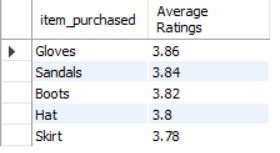 item_purchased Average Ratings
Gloves 3.86
Sandals 3.84
Boots 3.82
Hat 3.8
Skirt 3.78